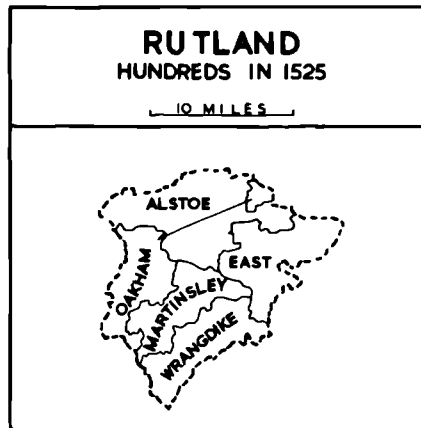 RUTLAND
HUNDREDS IN 1525
10 MILES
ALSTOE
EAST
OAKHAM
MARTINSLEY
WRANGDIKE